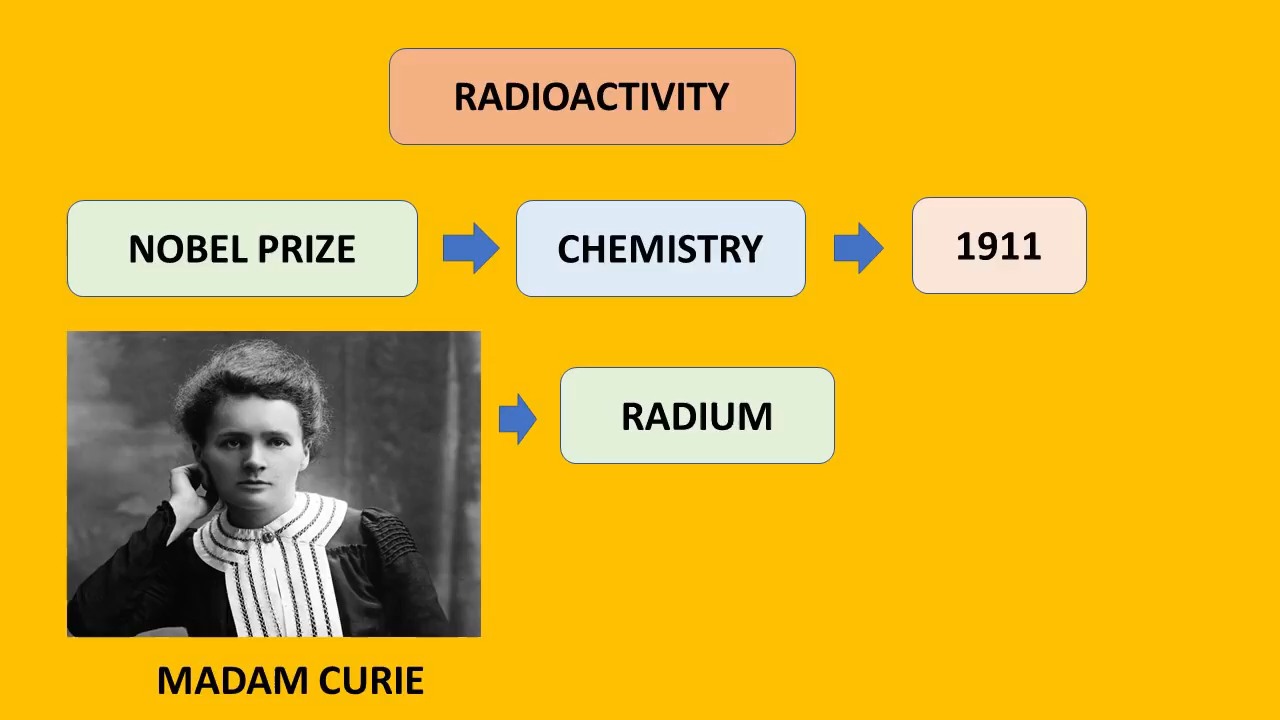 RADIOACTIVITY
NOBEL PRIZE
CHEMISTRY
1911
RADIUM
MADAM CURIE